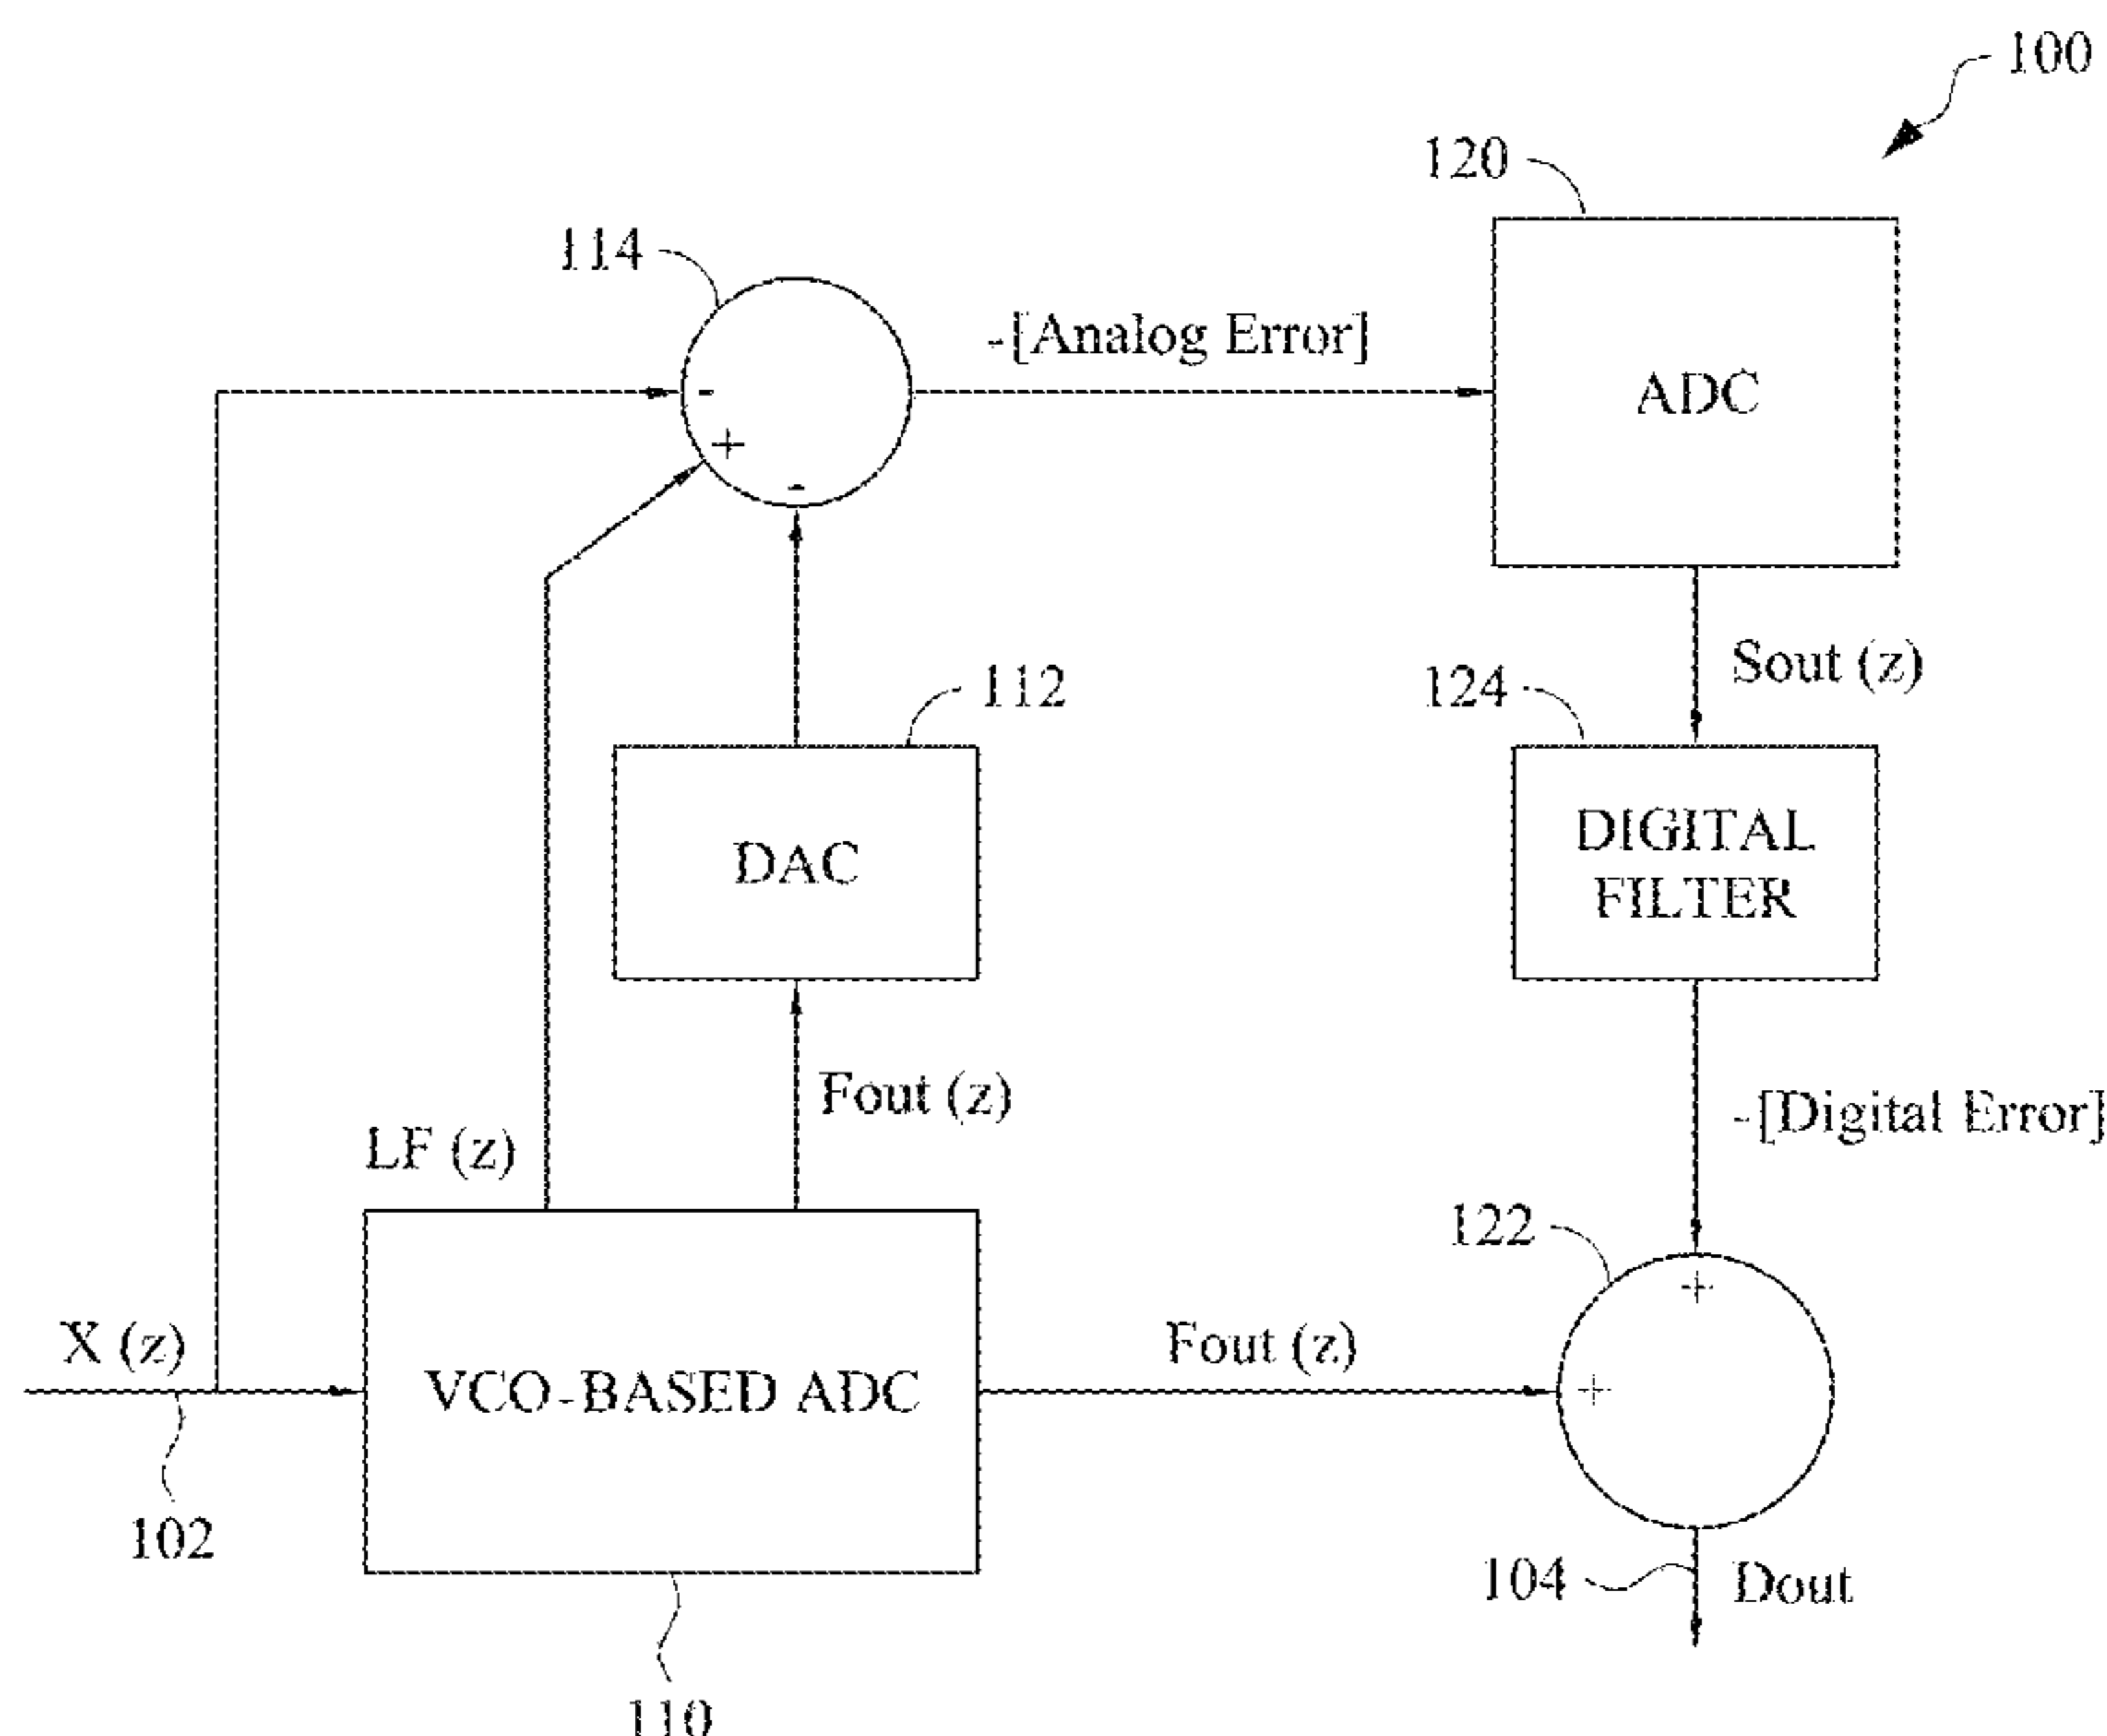 100
120
114
-[Analog Error]
-
+
-
ADC
Sout (z)
112
124
DAC
DIGITAL
FILTER
Fout (z)
-[Digital Error]
LF (z)
122
+
X (z)
VCO-BASED ADC
Fout (z)
+
102
104
Dout
110